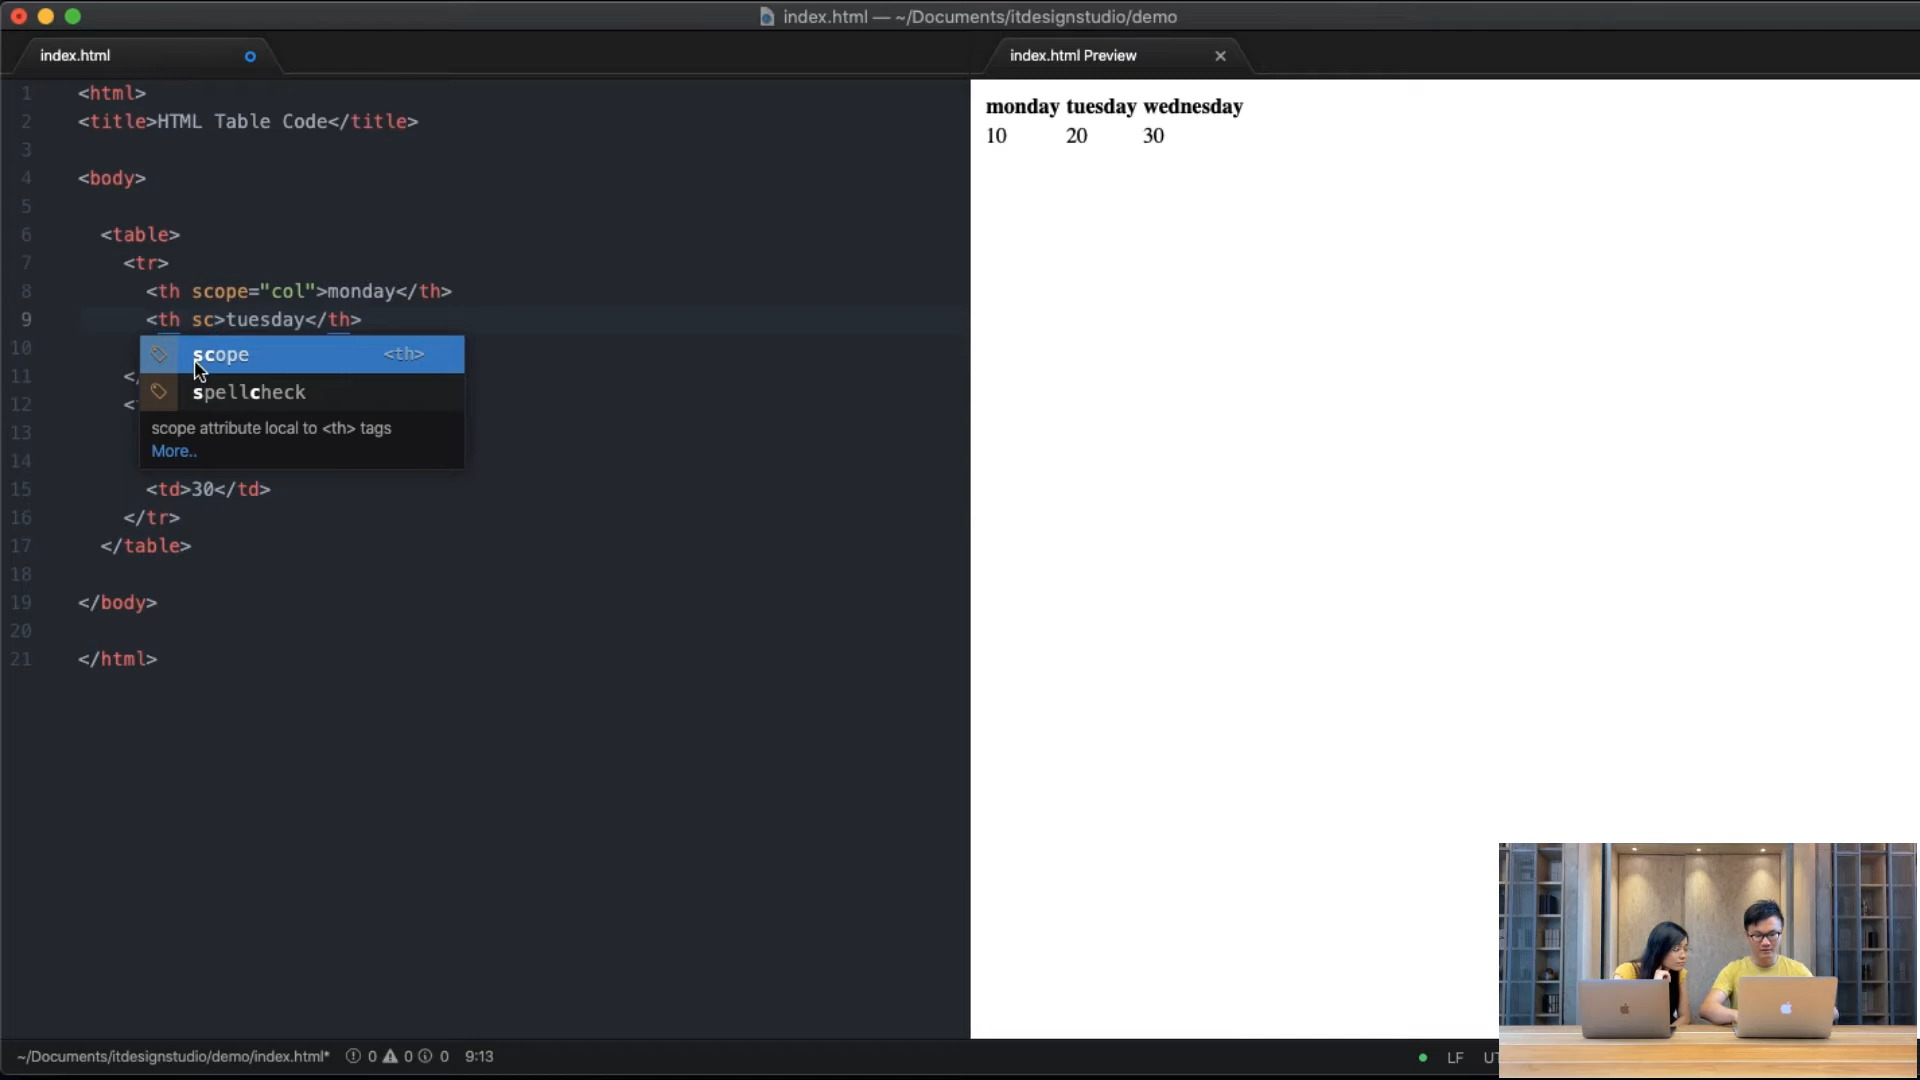 index.html — ~/Documents/itdesignstudio/demo
index.html
index.html Preview
1 <html>
2 <title>HTML Table Code</title>
3
4 <body>
5
6 <table>
7 <tr>
8 <th scope="col">monday</th>
9 <th sc>tuesday</th>
10
scope <th>
11 </
spellcheck
12 <
13
scope attribute local to <th> tags
More..
14
15 <td>30</td>
16 </tr>
17 </table>
18
19 </body>
20
21 </html>
monday tuesday wednesday
10 20 30
~/Documents/itdesignstudio/demo/index.html* 0 0 0 9:13
LF